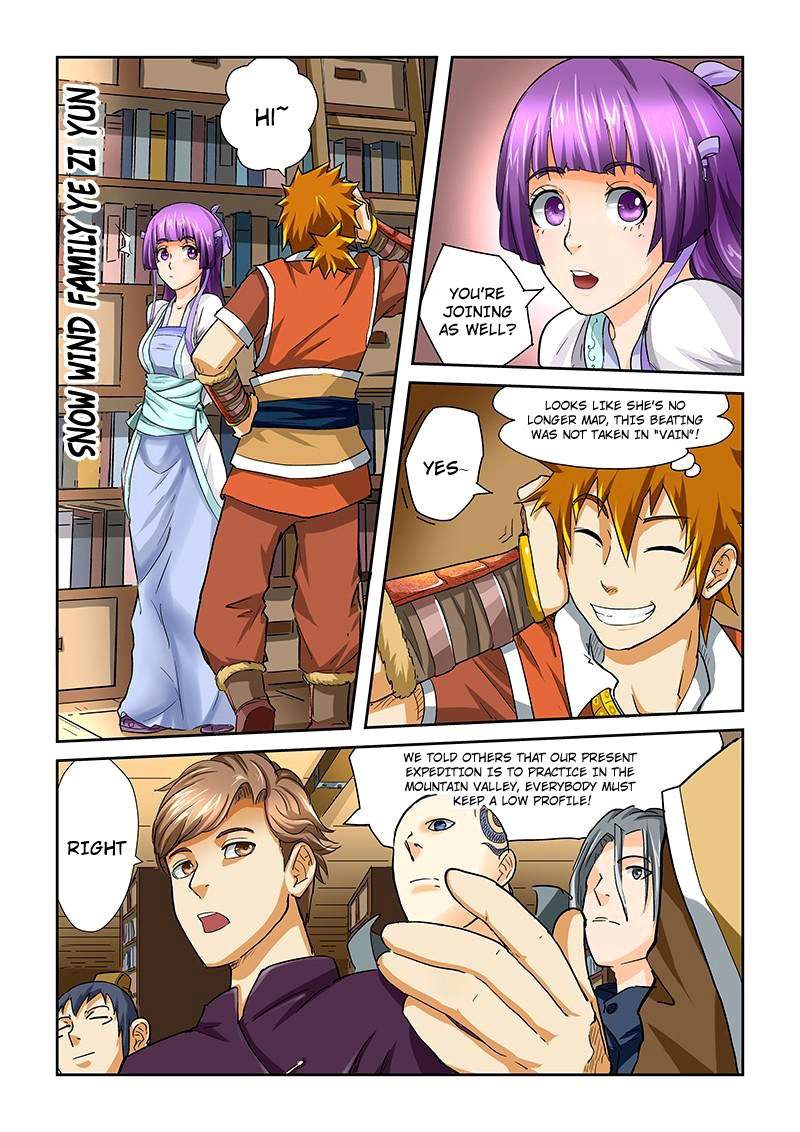 SNOW WIND FAMILY YE ZI YUN
HI~
YOU'RE
JOINING
AS WELL?
LOOKS LIKE SHE'S NO
LONGER MAD, THIS BEATING
WAS NOT TAKEN IN "VAIN"!
YES~
WE TOLD OTHERS THAT OUR PRESENT
EXPEDITION IS TO PRACTICE IN THE
MOUNTAIN VALLEY, EVERYBODY MUST
KEEP A LOW PROFILE!
RIGHT